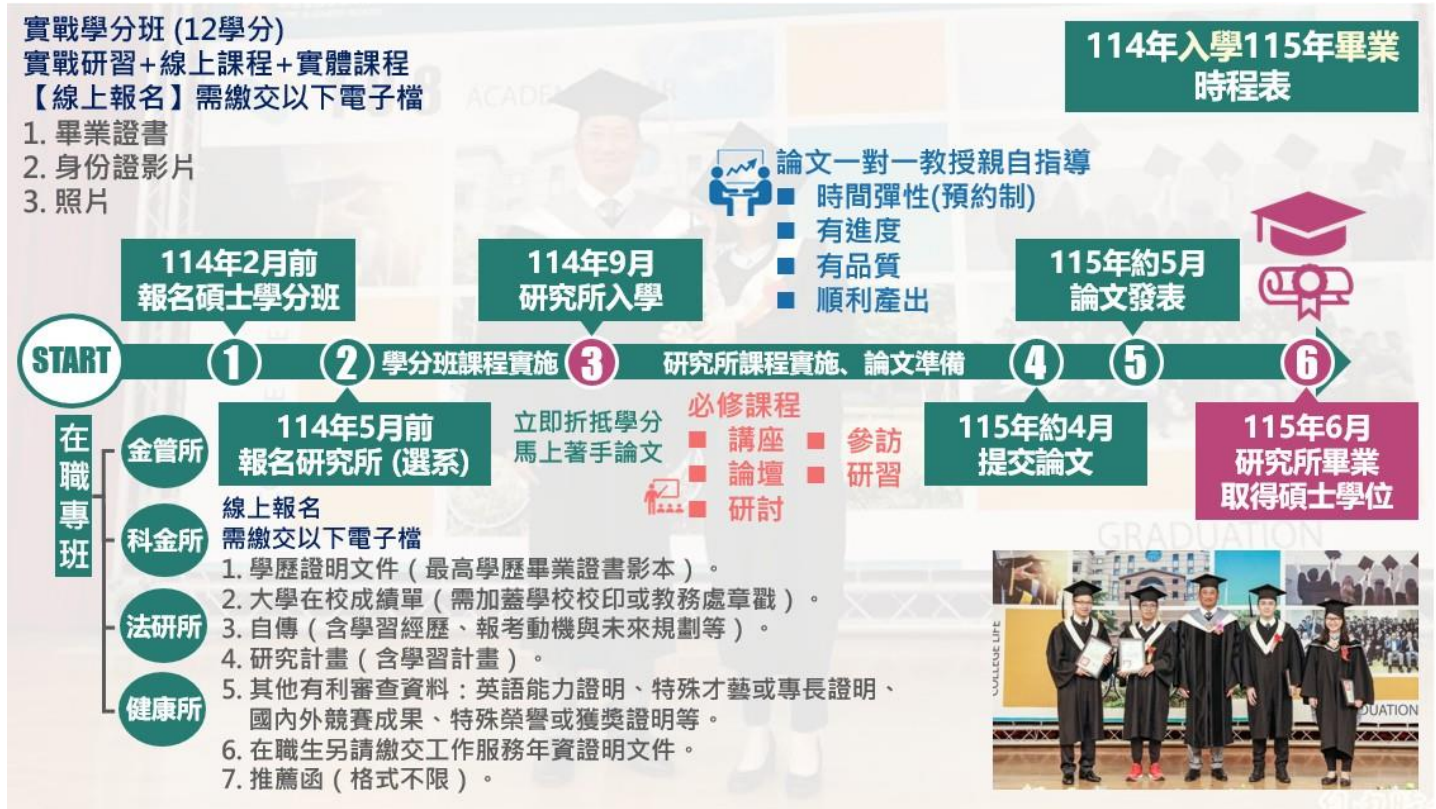 實戰學分班 (12學分)
實戰研習+線上課程+實體課程
【線上報名】需繳交以下電子檔
1. 畢業證書
2. 身份證影片
3. 照片
114年入學115年畢業
時程表
論文一對一教授親自指導
■ 時間彈性(預約制)
■ 有進度
■ 有品質
■ 順利產出
114年2月前
報名碩士學分班
114年9月
研究所入學
115年約5月
論文發表
START
1
2
學分班課程實施
3
研究所課程實施、論文準備
4
5
6
114年5月前
報名研究所 (選系)
立即折抵學分
馬上著手論文
必修課程
■ 講座
■ 論壇
■ 研討
■ 參訪
■ 研習
115年約4月
提交論文
115年6月
研究所畢業
取得碩士學位
在職專班
金管所
科金所
法研所
健康所
線上報名
需繳交以下電子檔
1. 學歷證明文件（最高學歷畢業證書影本）。
2. 大學在校成績單（需加蓋學校校印或教務處章戳）。
3. 自傳（含學習經歷、報考動機與未來規劃等）。
4. 研究計畫（含學習計畫）。
5. 其他有利審查資料：英語能力證明、特殊才藝或專長證明、
國內外競賽成果、特殊榮譽或獲獎證明等。
6. 在職生另請繳交工作服務年資證明文件。
7. 推薦函（格式不限）。
GRADUATION
COLLEGE LIFE